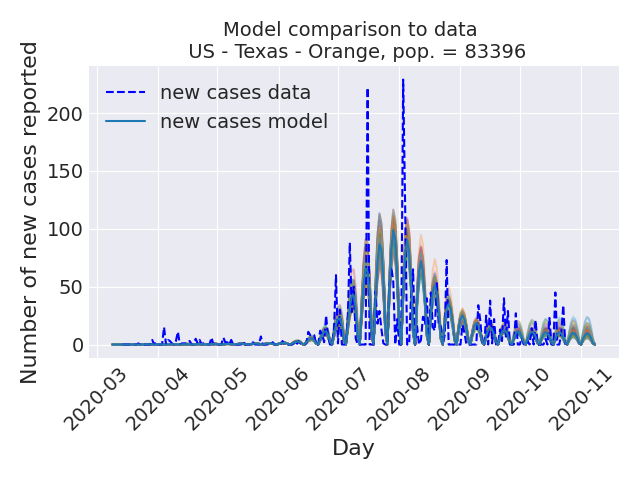 Model comparison to data
US - Texas - Orange, pop. = 83396
Number of new cases reported
200
150
100
50
0
new cases data
new cases model
2020-03
2020-04
2020-05
2020-06
2020-07
2020-08
2020-09
2020-10
2020-11
Day